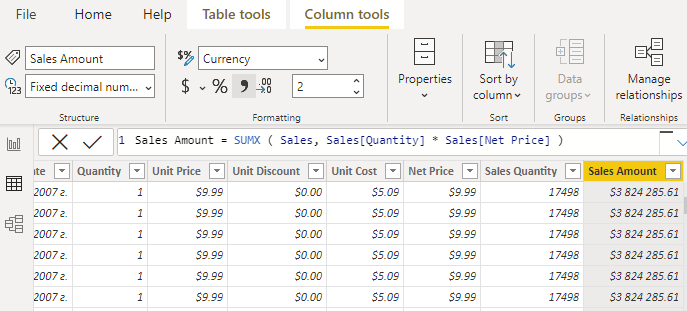 File Home Help Table tools Column tools
Sales Amount
$% Currency
123 Fixed decimal num...
$ % 9 .00 →0 2
Properties
Sort by column
Data groups
Manage relationships
Structure Formatting Sort Groups Relationships
1 Sales Amount = SUMX ( Sales, Sales[Quantity] * Sales[Net Price] )
te Quantity Unit Price Unit Discount Unit Cost Net Price Sales Quantity Sales Amount
2007 г. 1 $9.99 $0.00 $5.09 $9.99 17498 $3 824 285.61
2007 г. 1 $9.99 $0.00 $5.09 $9.99 17498 $3 824 285.61
2007 г. 1 $9.99 $0.00 $5.09 $9.99 17498 $3 824 285.61
2007 г. 1 $9.99 $0.00 $5.09 $9.99 17498 $3 824 285.61
2007 г. 1 $9.99 $0.00 $5.09 $9.99 17498 $3 824 285.61
2007 г. 1 $9.99 $0.00 $5.09 $9.99 17498 $3 824 285.61